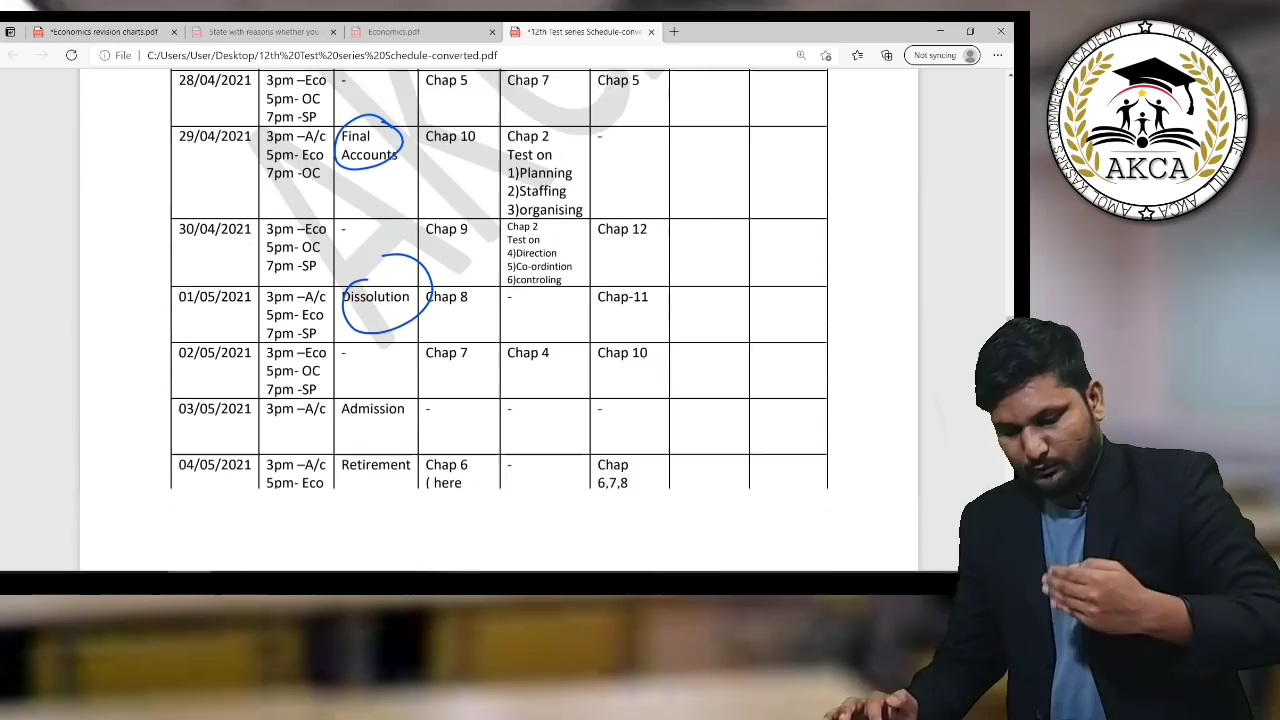 *Economics revision charts.pdf
State with reasons whether you
Economics.pdf
*12th Test series Schedule-conve
File
C:/Users/User/Desktop/12th%20Test%20series%20Schedule-converted.pdf
Not syncing
28/04/2021 3pm –Eco - Chap 5 Chap 7 Chap 5
5pm- OC
7pm -SP
29/04/2021 3pm –A/c Final Chap 10 Chap 2 -
5pm- Eco Accounts Test on
7pm -OC 1)Planning
2)Staffing
3)organising
30/04/2021 3pm –Eco - Chap 9 Chap 2 Chap 12
5pm- OC Test on
7pm -SP 4)Direction
5)Co-ordintion
6)controling
01/05/2021 3pm –A/c Dissolution Chap 8 - Chap-11
5pm- Eco
7pm -SP
02/05/2021 3pm –Eco - Chap 7 Chap 4 Chap 10
5pm- OC
7pm -SP
03/05/2021 3pm –A/c Admission - - -
04/05/2021 3pm –A/c Retirement Chap 6 - Chap
5pm- Eco ( here 6,7,8
AMOL KASAR'S COMMERCE ACADEMY
YES WE CAN & WE WILL
AKCA
AKCA